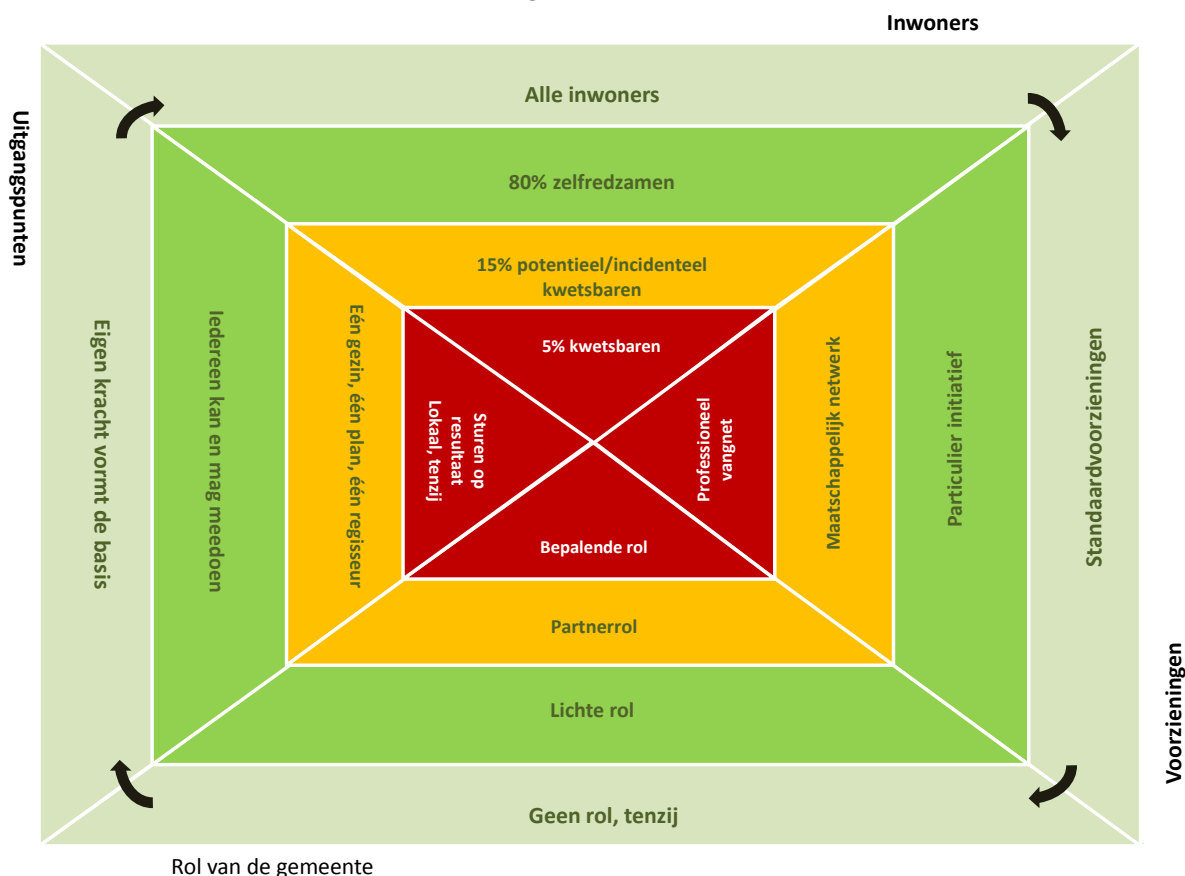 Inwoners
Alle inwoners
80% zelfredzamen
15% potentieel/incidenteel
kwetsbaren
5% kwetsbaren
Uitgangspunten
Eigen kracht vormt de basis
Iedereen kan en mag meedoen
Eén gezin, één plan, één regisseur
Sturen op
resultaat
Lokaal, tenzij
Professioneel
vangnet
Maatschappelijk netwerk
Particulier initiatief
Standaardvoorzieningen
Voorzieningen
Bepalende rol
Partnerrol
Lichte rol
Geen rol, tenzij
Rol van de gemeente